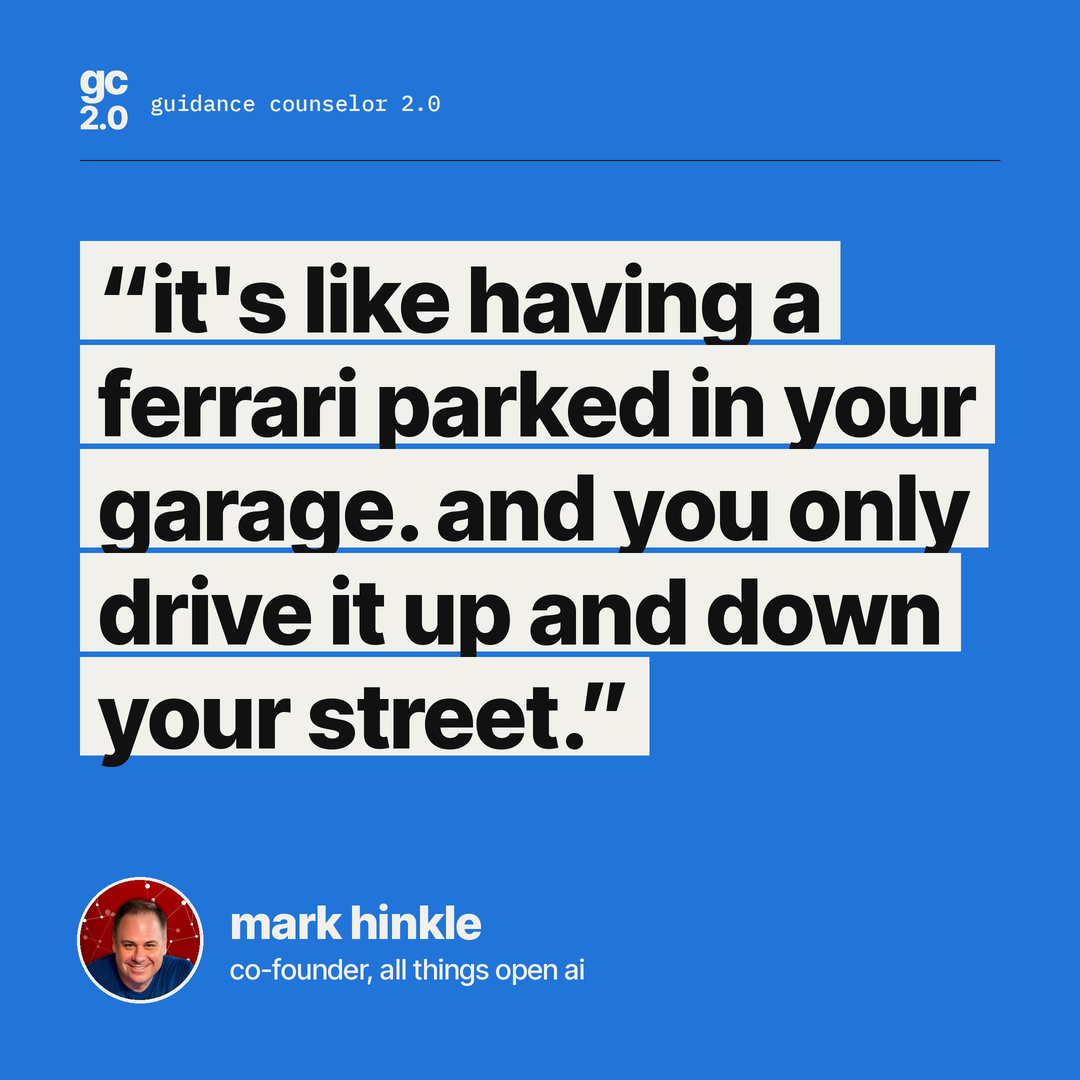 gc
2.0
guidance counselor 2.0
“it's like having a
ferrari parked in your
garage. and you only
drive it up and down
your street.”
mark hinkle
co-founder, all things open ai